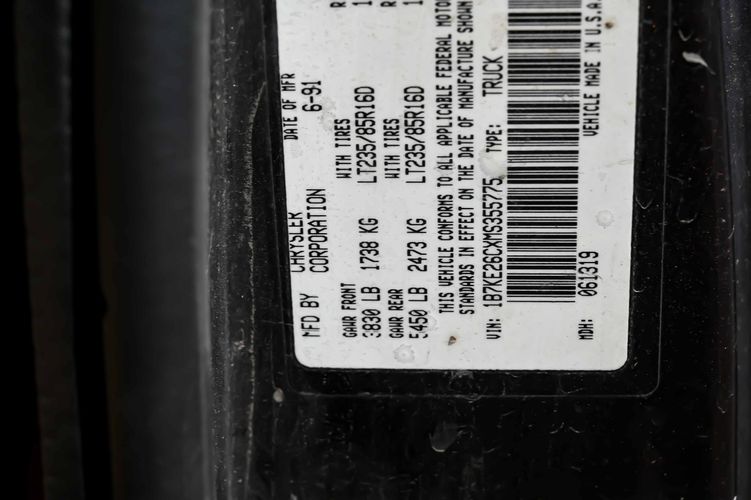 MFD BY CHRYSLER CORPORATION DATE OF MFR 6-91
GAWR FRONT WITH TIRES
3830 LB 1738 KG LT235/85R16D
GAWR REAR WITH TIRES
5450 LB 2473 KG LT235/85R16D
THIS VEHICLE CONFORMS TO ALL APPLICABLE FEDERAL MOTO
STANDARDS IN EFFECT ON THE DATE OF MANUFACTURE SHOWN
VIN: 1B7KE26CXMS355775 TYPE: TRUCK
MDH: 061319 VEHICLE MADE IN U.S.A.